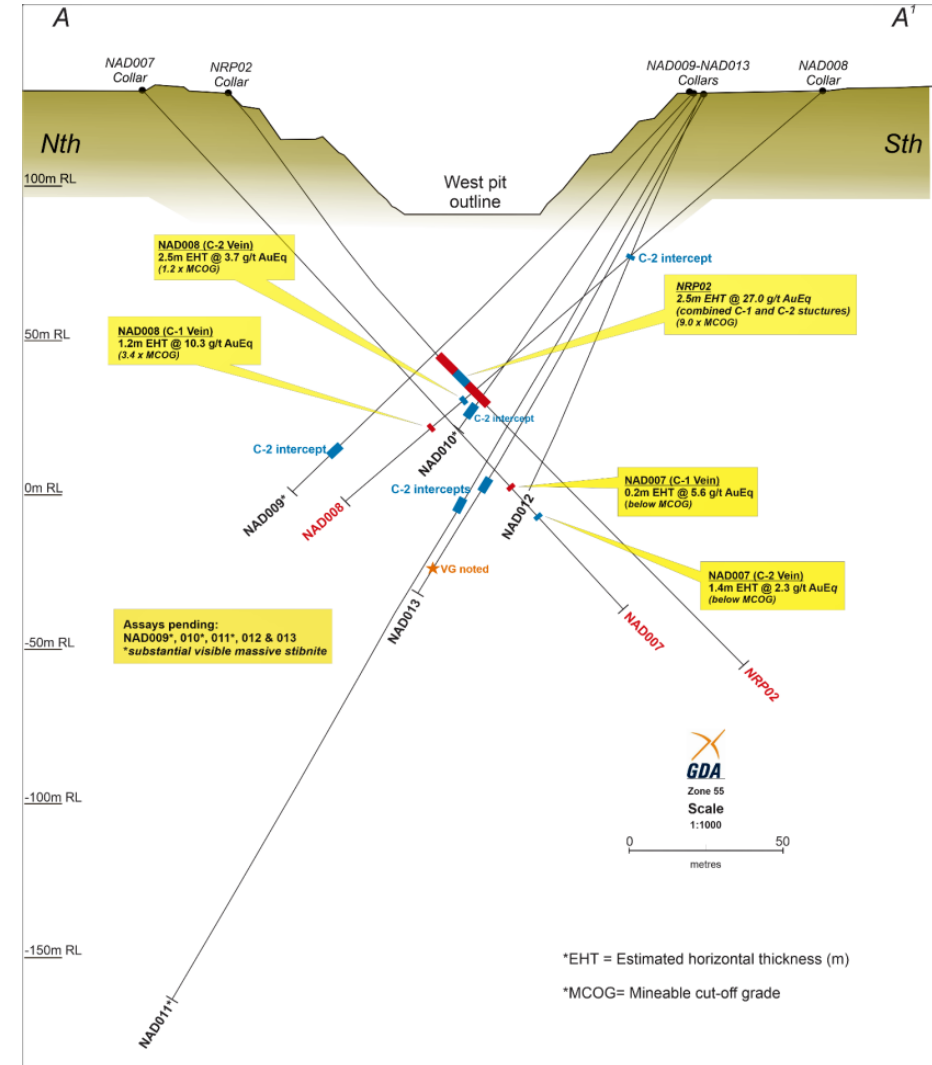 A
A¹
NAD007
Collar
NRP02
Collar
NAD009-NAD013
Collars
NAD008
Collar
Nth
Sth
100m RL
West pit
outline
NAD008 (C-2 Vein)
2.5m EHT @ 3.7 g/t AuEq
(1.2 x MCOG)
C-2 intercept
NRP02
2.5m EHT @ 27.0 g/t AuEq
(combined C-1 and C-2 stuctures)
(9.0 x MCOG)
NAD008 (C-1 Vein)
1.2m EHT @ 10.3 g/t AuEq
(3.4 x MCOG)
50m RL
C-2 intercept
C-2 intercept
NAD010*
C-2 intercepts
0m RL
NAD009*
NAD008
NAD012
NAD007 (C-1 Vein)
0.2m EHT @ 5.6 g/t AuEq
(below MCOG)
VG noted
NAD007 (C-2 Vein)
1.4m EHT @ 2.3 g/t AuEq
(below MCOG)
NAD013
NAD007
Assays pending:
NAD009*, 010*, 011*, 012 & 013
*substantial visible massive stibnite
-50m RL
NRP02
GDA
Zone 55
Scale
1:1000
0
50
metres
-100m RL
-150m RL
*EHT = Estimated horizontal thickness (m)
*MCOG= Mineable cut-off grade
NAD011*